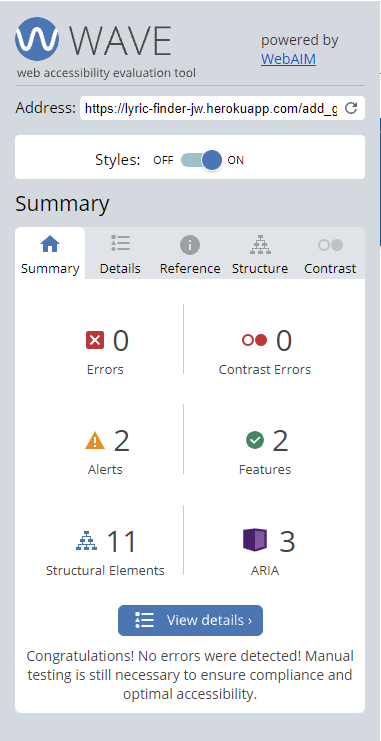 WAVE
web accessibility evaluation tool
powered by
WebAIM
Address: https://lyric-finder-jw.herokuapp.com/add_g
Styles: OFF ON
Summary
Summary Details Reference Structure Contrast
0 0
Errors Contrast Errors
2 2
Alerts Features
11 3
Structural Elements ARIA
View details ›
Congratulations! No errors were detected! Manual
testing is still necessary to ensure compliance and
optimal accessibility.